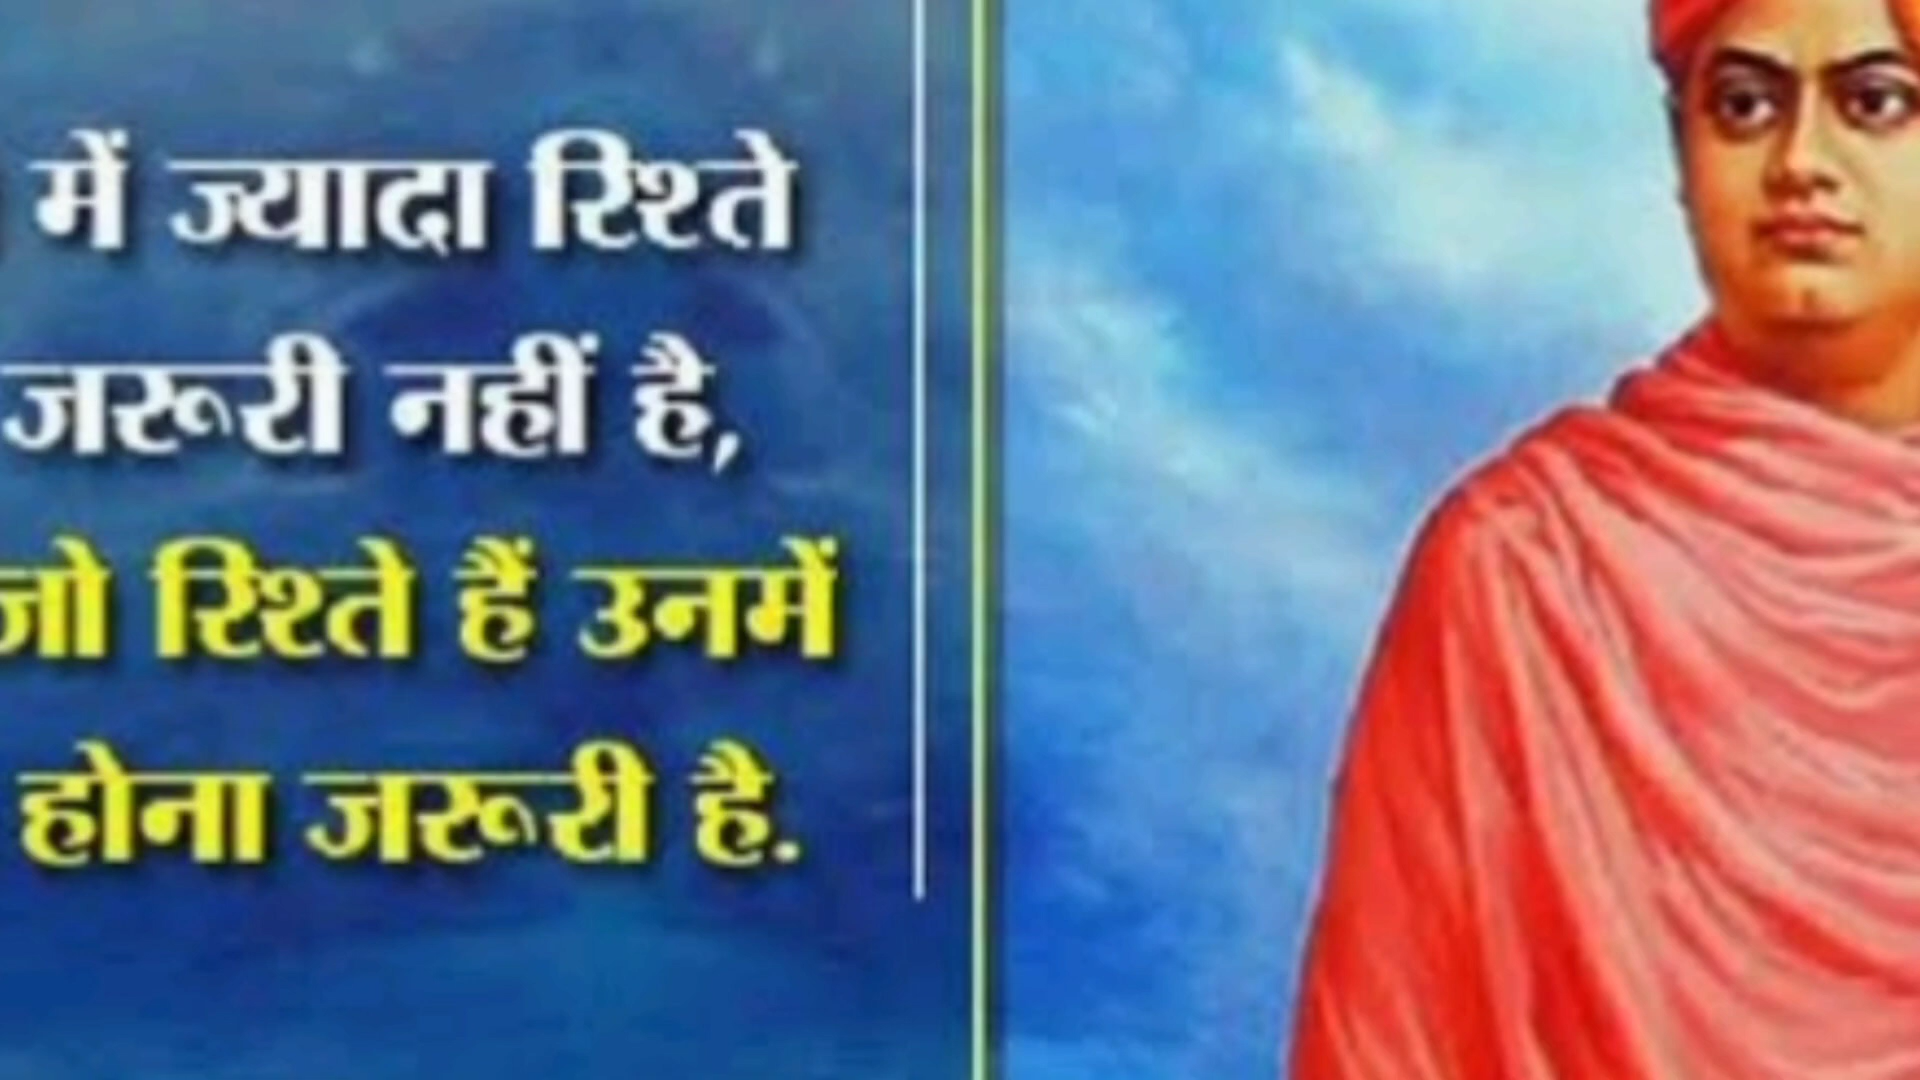 में ज्यादा रिश्ते
जरूरी नहीं है,
जो रिश्ते हैं उनमें
होना जरूरी है.